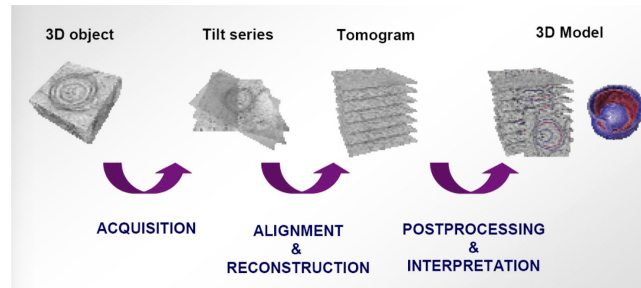 3D object
Tilt series
Tomogram
3D Model
ACQUISITION
ALIGNMENT
&
RECONSTRUCTION
POSTPROCESSING
&
INTERPRETATION